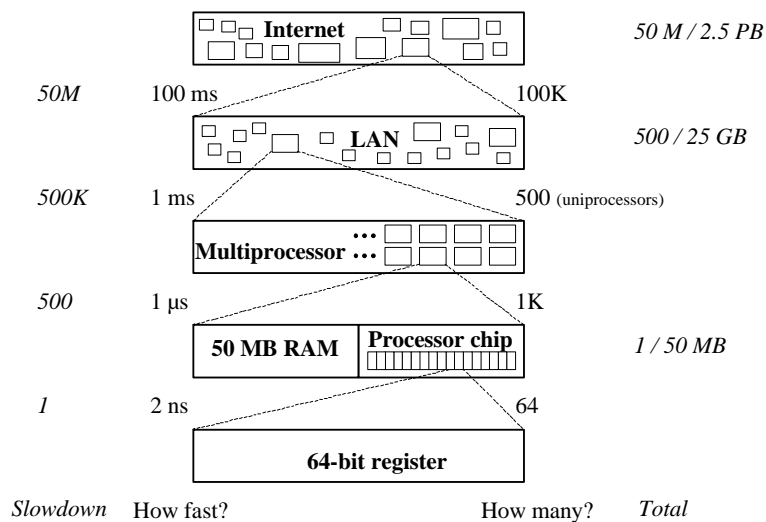 Internet
50 M / 2.5 PB
50M 100 ms 100K
LAN
500 / 25 GB
500K 1 ms 500 (uniprocessors)
Multiprocessor ...
...
500 1 µs 1K
50 MB RAM Processor chip
1 / 50 MB
1 2 ns 64
64-bit register
Slowdown How fast? How many? Total